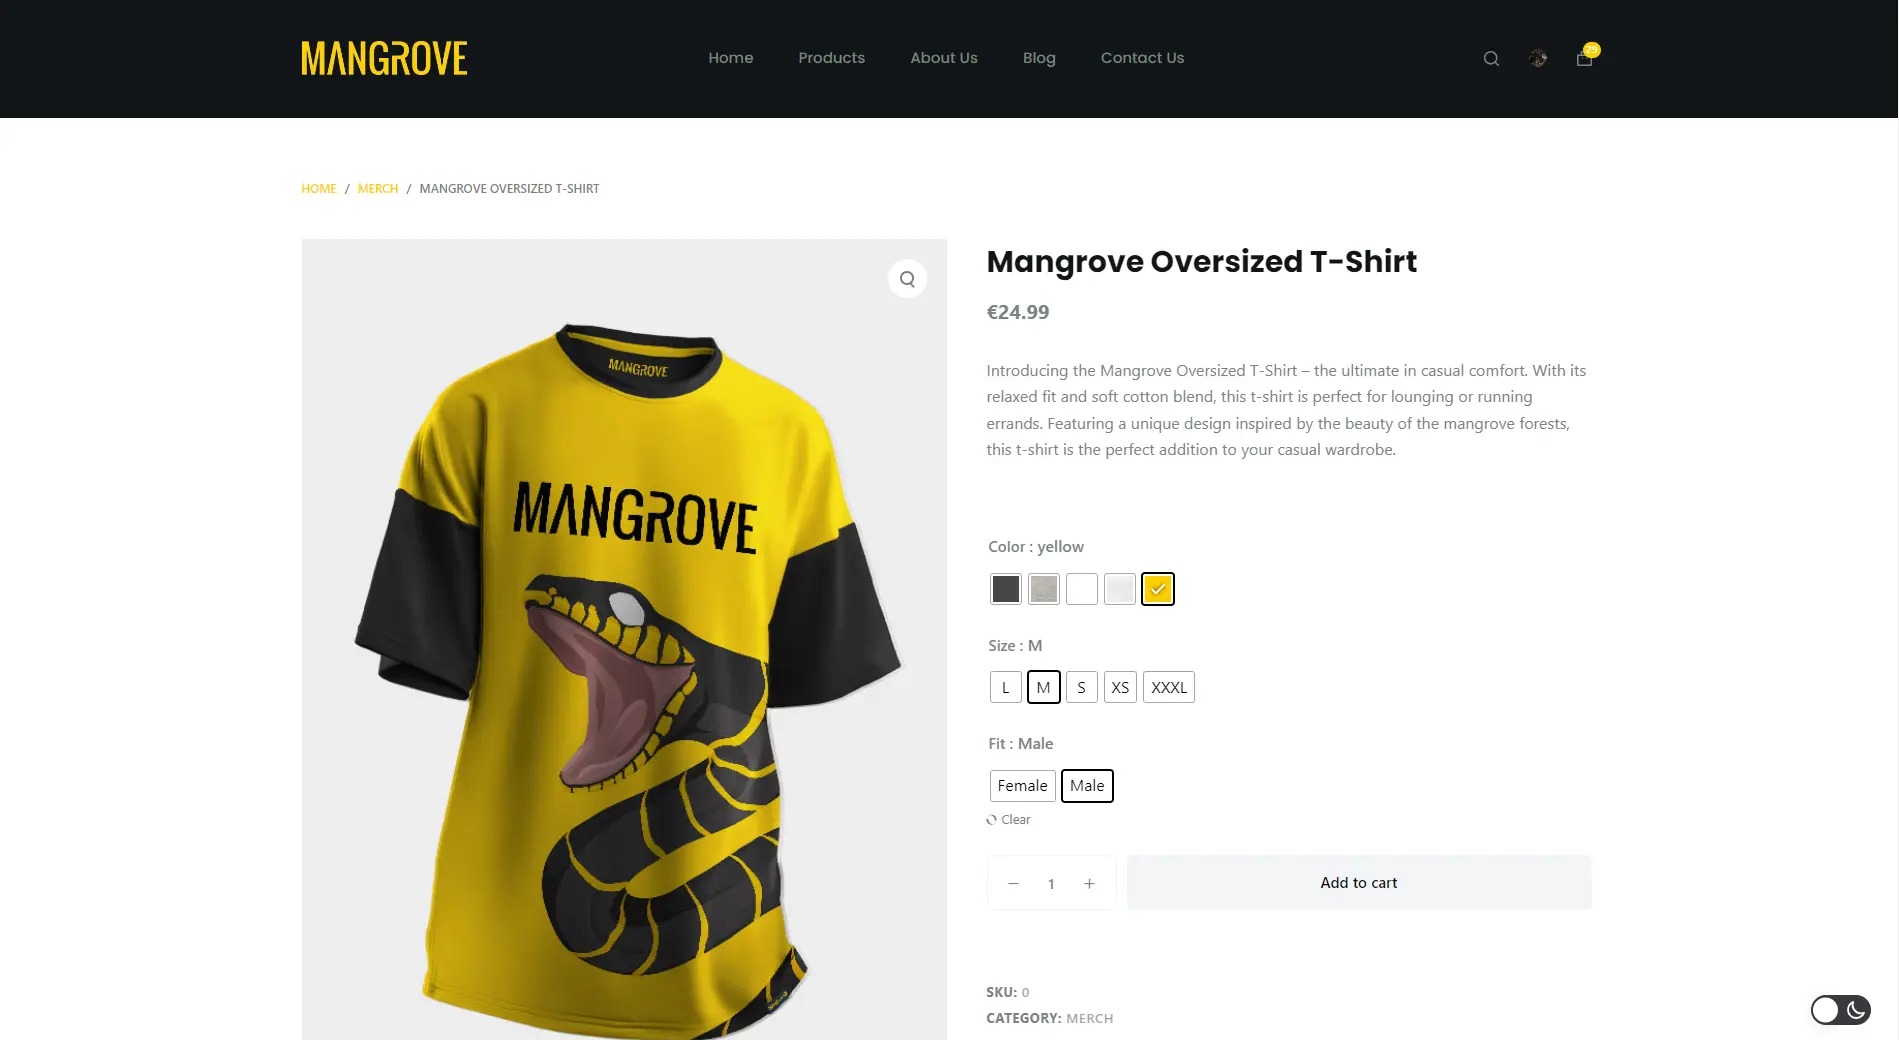 MANGROVE
Home
Products
About Us
Blog
Contact Us
29
HOME / MERCH / MANGROVE OVERSIZED T-SHIRT
MANGROVE
MANGROVE
Mangrove Oversized T-Shirt
€24.99
Introducing the Mangrove Oversized T-Shirt – the ultimate in casual comfort. With its
relaxed fit and soft cotton blend, this t-shirt is perfect for lounging or running
errands. Featuring a unique design inspired by the beauty of the mangrove forests,
this t-shirt is the perfect addition to your casual wardrobe.
Color : yellow
Size : M
L
M
S
XS
XXXL
Fit : Male
Female
Male
Clear
− 1 +
Add to cart
SKU: 0
CATEGORY: MERCH